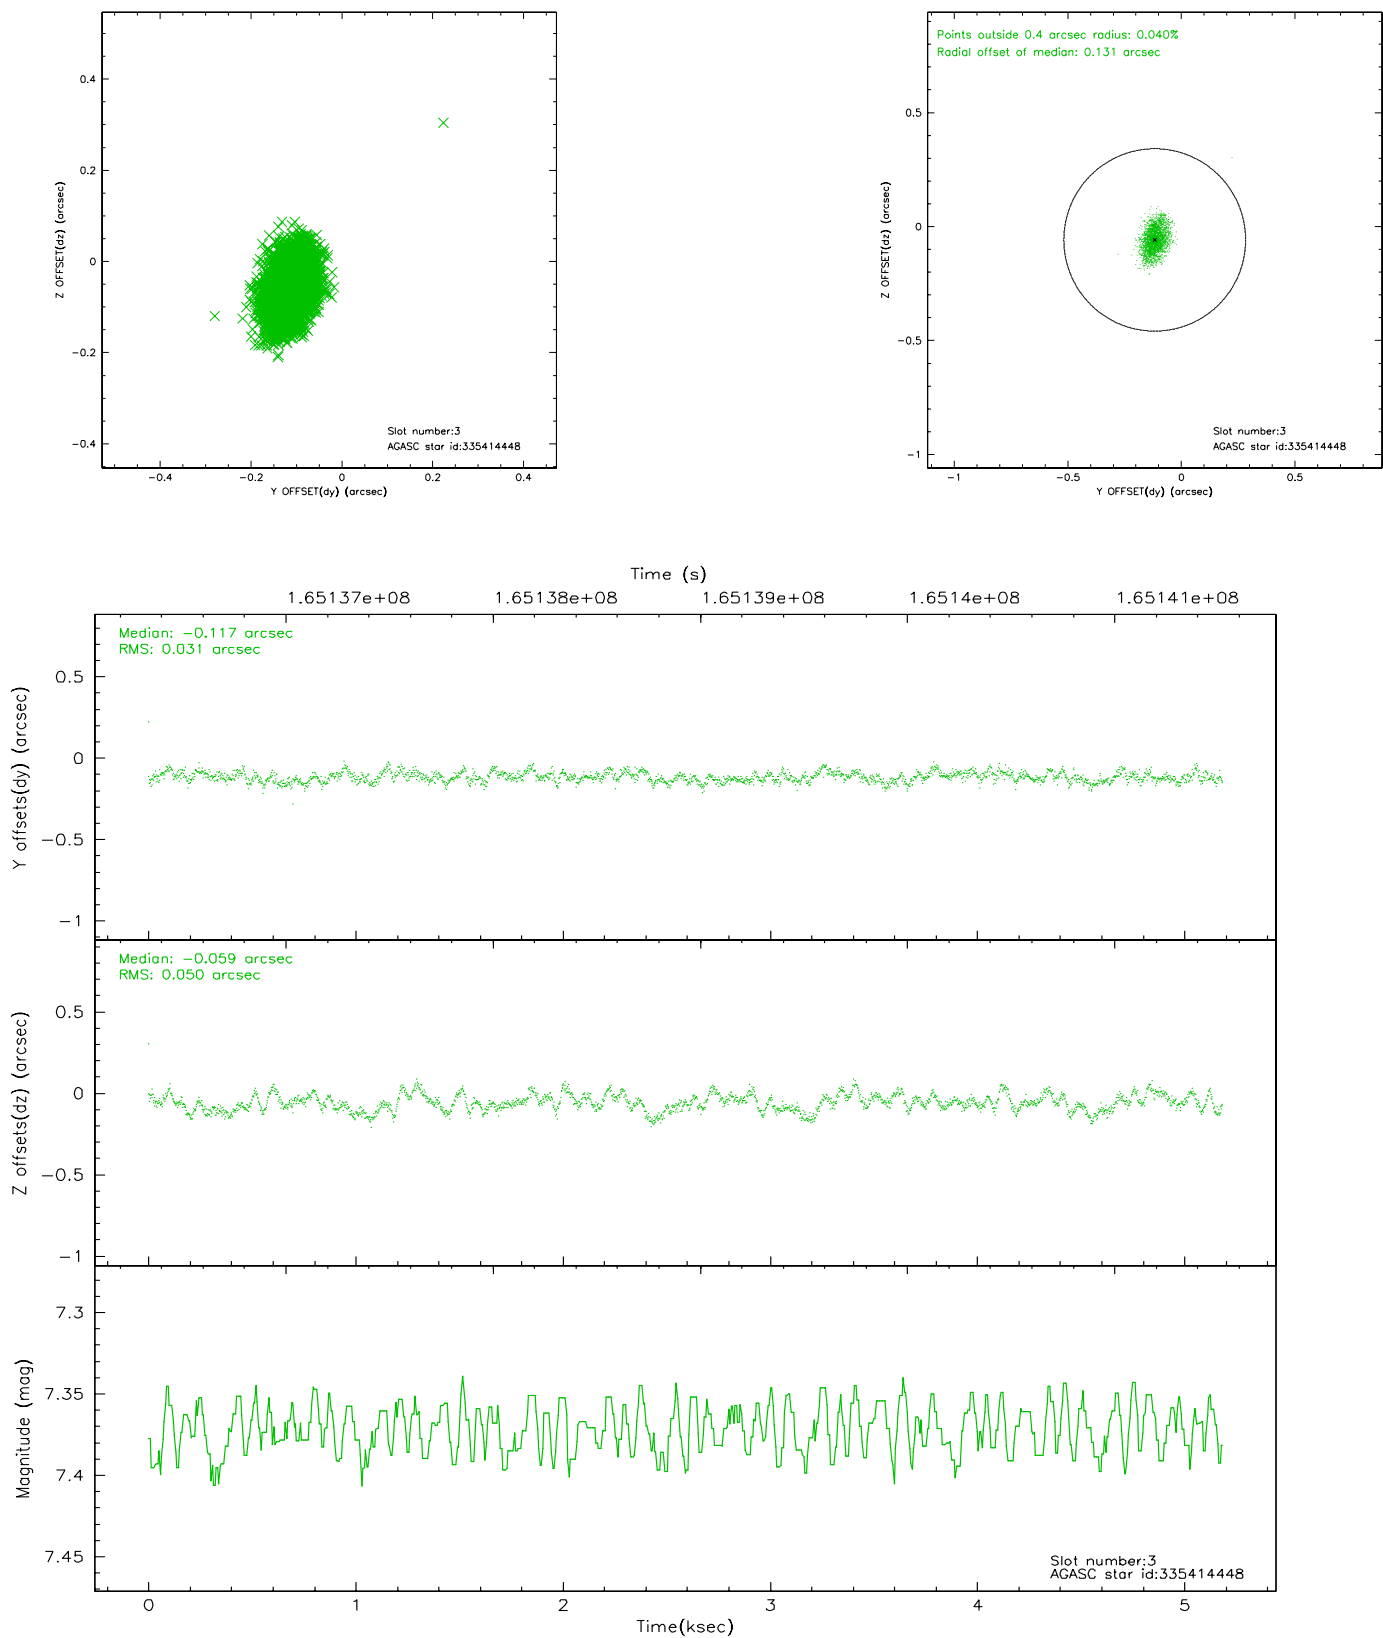 0.4
0.2
0
−0.2
−0.4
Z OFFSET(dz) (arcsec)
−0.4 −0.2 0 0.2 0.4
Y OFFSET(dy) (arcsec)
Slot number:3
AGASC star id:335414448
Points outside 0.4 arcsec radius: 0.040%
Radial offset of median: 0.131 arcsec
0.5
0
−0.5
−1
Z OFFSET(dz) (arcsec)
−1 −0.5 0 0.5
Y OFFSET(dy) (arcsec)
Slot number:3
AGASC star id:335414448
Time (s)
1.65137e+08 1.65138e+08 1.65139e+08 1.6514e+08 1.65141e+08
Median: −0.117 arcsec
RMS: 0.031 arcsec
0.5
0
−0.5
−1
Y offsets(dy) (arcsec)
Median: −0.059 arcsec
RMS: 0.050 arcsec
0.5
0
−0.5
−1
Z offsets(dz) (arcsec)
7.3
7.35
7.4
7.45
Magnitude (mag)
Slot number:3
AGASC star id:335414448
0 1 2 3 4 5
Time(ksec)